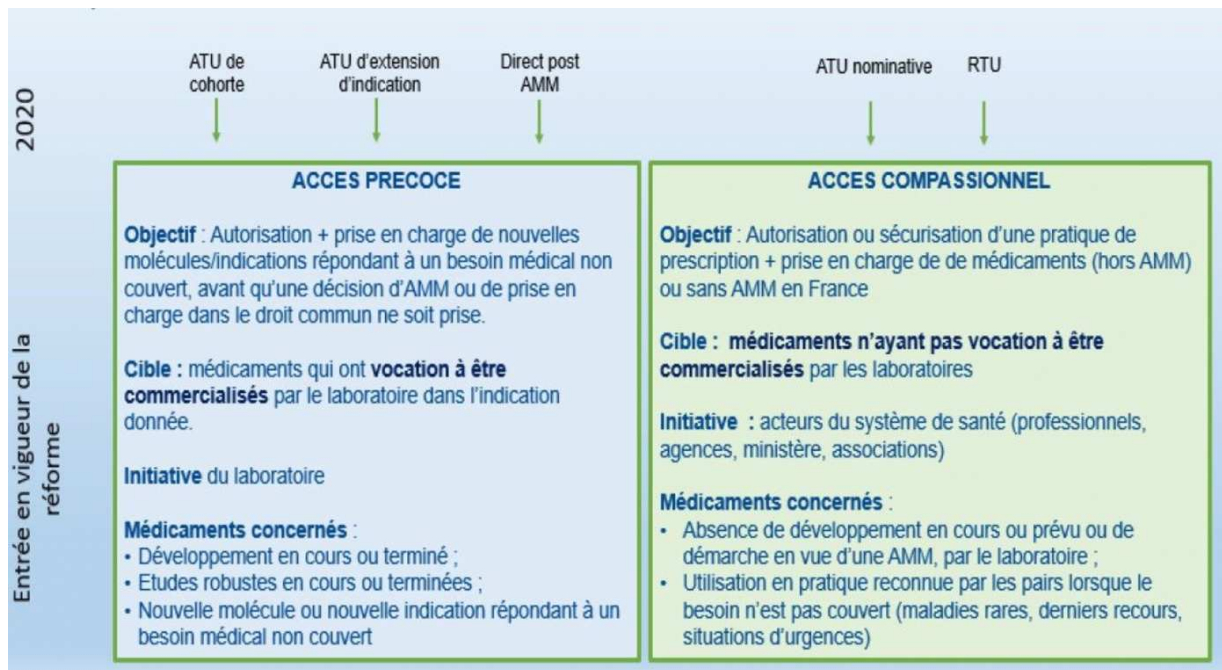 2020
ATU de
cohorte
ATU d'extension
d'indication
Direct post
AMM
ATU nominative
RTU
Entrée en vigueur de la
réforme
ACCES PRECOCE
Objectif : Autorisation + prise en charge de nouvelles
molécules/indications répondant à un besoin médical non
couvert, avant qu'une décision d'AMM ou de prise en
charge dans le droit commun ne soit prise.
Cible : médicaments qui ont vocation à être
commercialisés par le laboratoire dans l'indication
donnée.
Initiative du laboratoire
Médicaments concernés :
• Développement en cours ou terminé ;
• Etudes robustes en cours ou terminées ;
• Nouvelle molécule ou nouvelle indication répondant à un
besoin médical non couvert
ACCES COMPASSIONNEL
Objectif : Autorisation ou sécurisation d'une pratique de
prescription + prise en charge de de médicaments (hors AMM)
ou sans AMM en France
Cible : médicaments n'ayant pas vocation à être
commercialisés par les laboratoires
Initiative : acteurs du système de santé (professionnels,
agences, ministère, associations)
Médicaments concernés :
• Absence de développement en cours ou prévu ou de
démarche en vue d'une AMM, par le laboratoire ;
• Utilisation en pratique reconnue par les pairs lorsque le
besoin n'est pas couvert (maladies rares, derniers recours,
situations d'urgences)